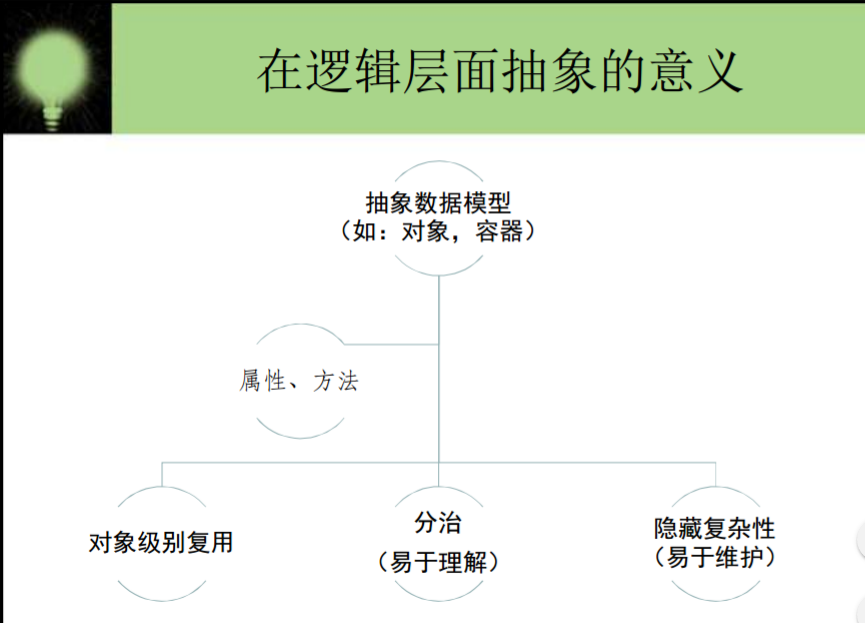 在逻辑层面抽象的意义
抽象数据模型
（如：对象，容器）
属性、方法
对象级别复用
分治
（易于理解）
隐藏复杂性
（易于维护）